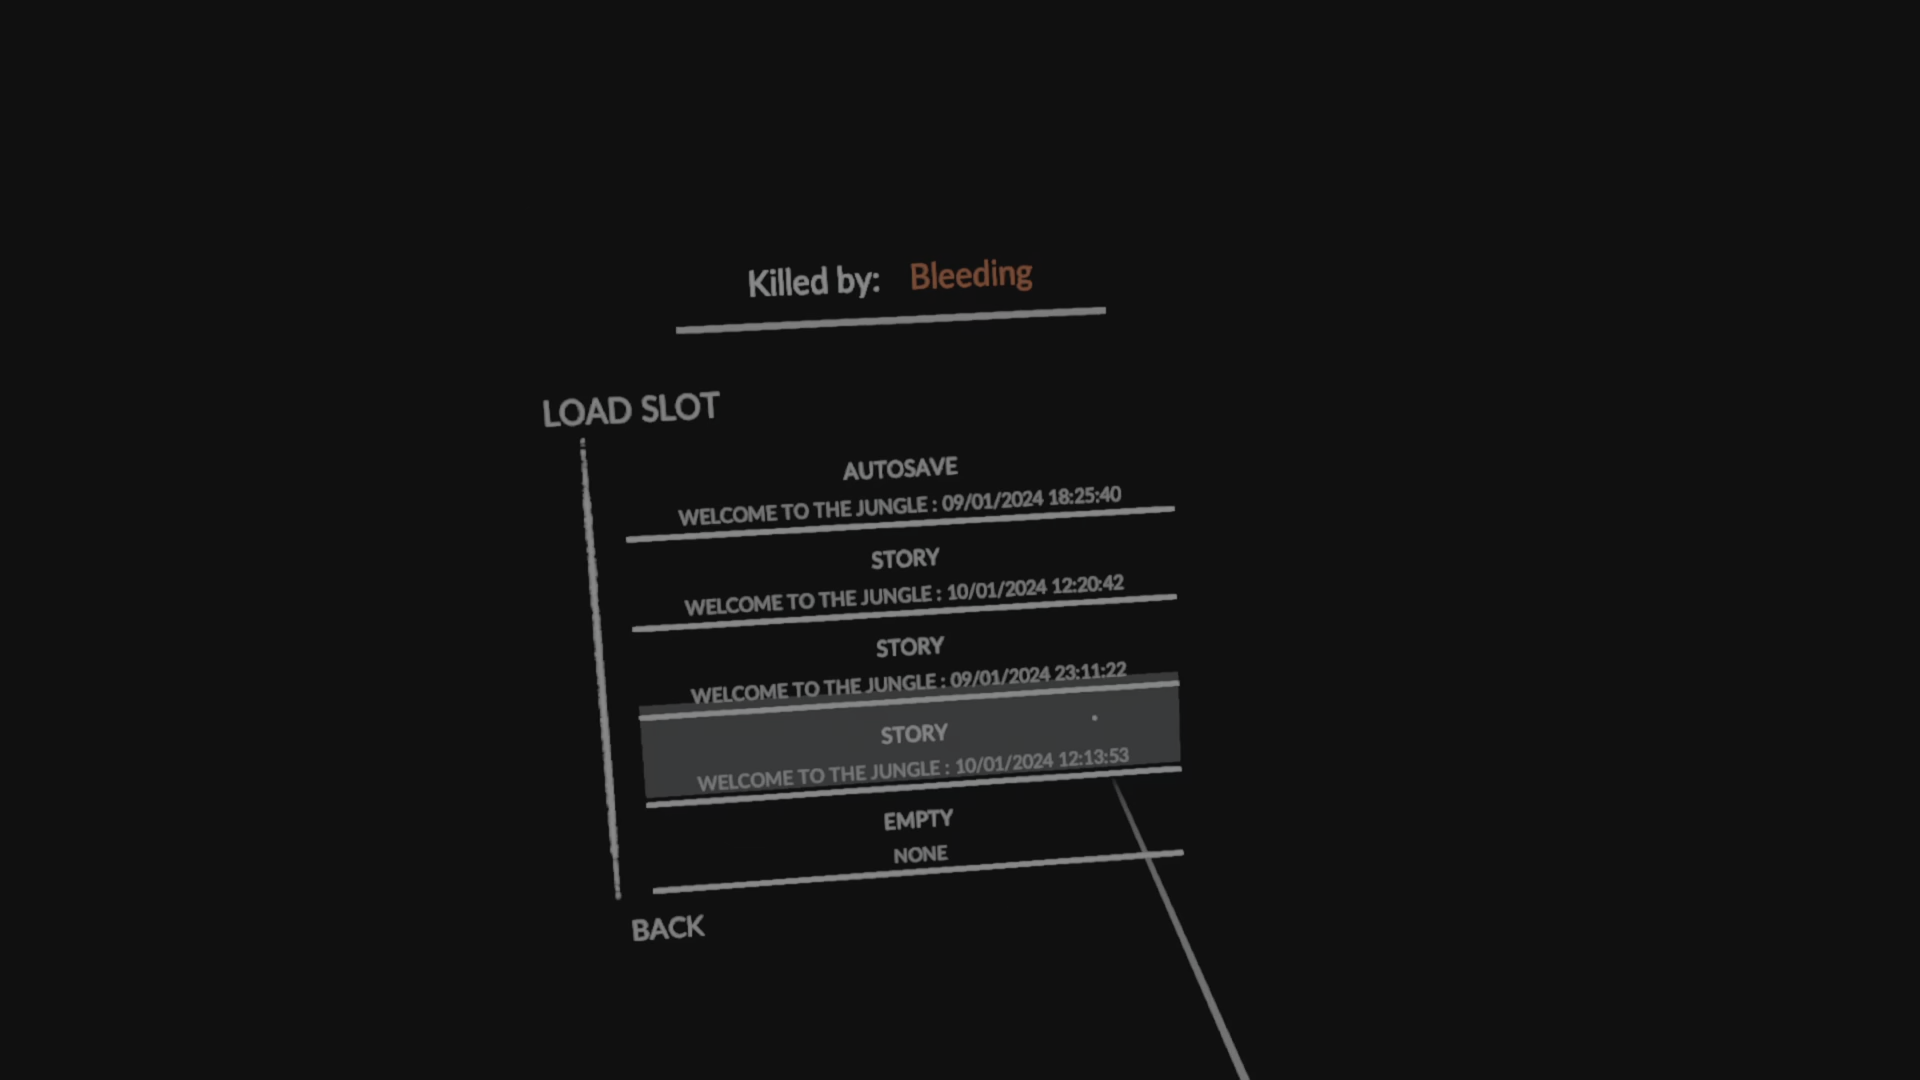 Killed by: Bleeding
LOAD SLOT
AUTOSAVE
WELCOME TO THE JUNGLE : 09/01/2024 18:25:40
STORY
WELCOME TO THE JUNGLE : 10/01/2024 12:20:42
STORY
WELCOME TO THE JUNGLE : 09/01/2024 23:11:22
STORY
WELCOME TO THE JUNGLE : 10/01/2024 12:13:53
EMPTY
NONE
BACK